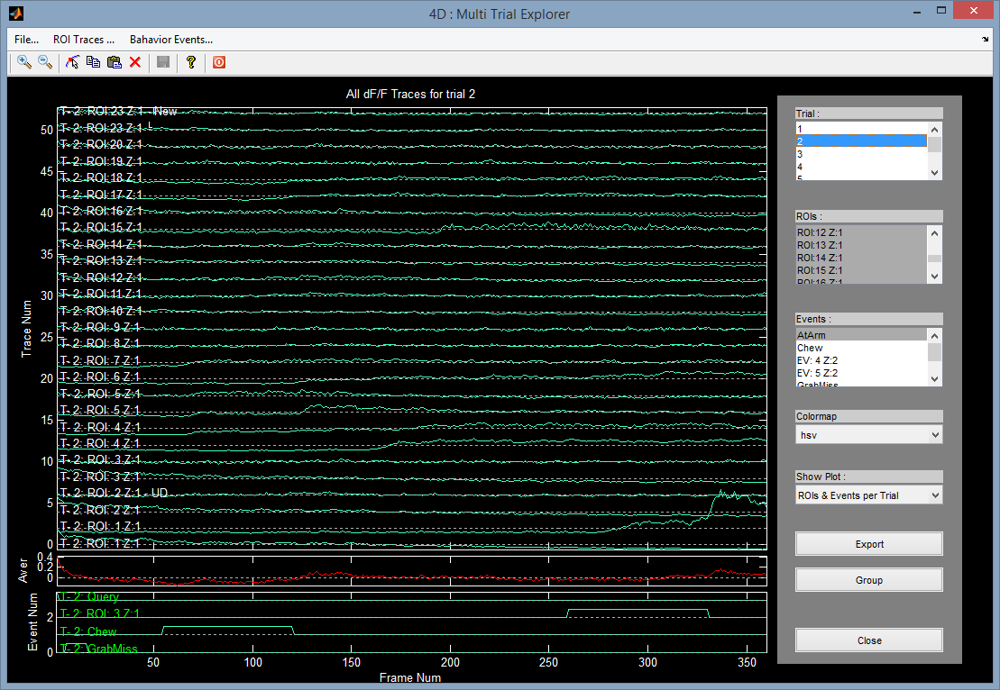 4D : Multi Trial Explorer
File... ROI Traces ... Bahavior Events...
All dF/F Traces for trial 2
T- 2: ROI:23 Z:1 - New
T- 2: ROI:23 Z:1 - L
T- 2: ROI:20 Z:1
T- 2: ROI:19 Z:1
T- 2: ROI:18 Z:1
T- 2: ROI:17 Z:1
T- 2: ROI:16 Z:1
T- 2: ROI:15 Z:1
T- 2: ROI:14 Z:1
T- 2: ROI:13 Z:1
T- 2: ROI:12 Z:1
T- 2: ROI:11 Z:1
T- 2: ROI:10 Z:1
T- 2: ROI: 9 Z:1
T- 2: ROI: 8 Z:1
T- 2: ROI: 7 Z:1
T- 2: ROI: 6 Z:1
T- 2: ROI: 5 Z:1
T- 2: ROI: 5 Z:1
T- 2: ROI: 4 Z:1
T- 2: ROI: 4 Z:1
T- 2: ROI: 3 Z:1
T- 2: ROI: 3 Z:1
T- 2: ROI: 2 Z:1 - UD
T- 2: ROI: 2 Z:1
T- 2: ROI: 1 Z:1
T- 2: ROI: 1 Z:1
50
45
40
35
30
25
20
15
10
5
0
Trace Num
0.4
0.2
0
Aver
T- 2: Query
T- 2: ROI: 3 Z:1
T- 2: Chew
T- 2: GrabMiss
2
0
Event Num
50 100 150 200 250 300 350
Frame Num
Trial :
1
2
3
4
5
ROIs :
ROI:12 Z:1
ROI:13 Z:1
ROI:14 Z:1
ROI:15 Z:1
ROI:16 Z:1
Events :
AtArm
Chew
EV: 4 Z:2
EV: 5 Z:2
GrabMiss
Colormap
hsv
Show Plot :
ROIs & Events per Trial
Export
Group
Close